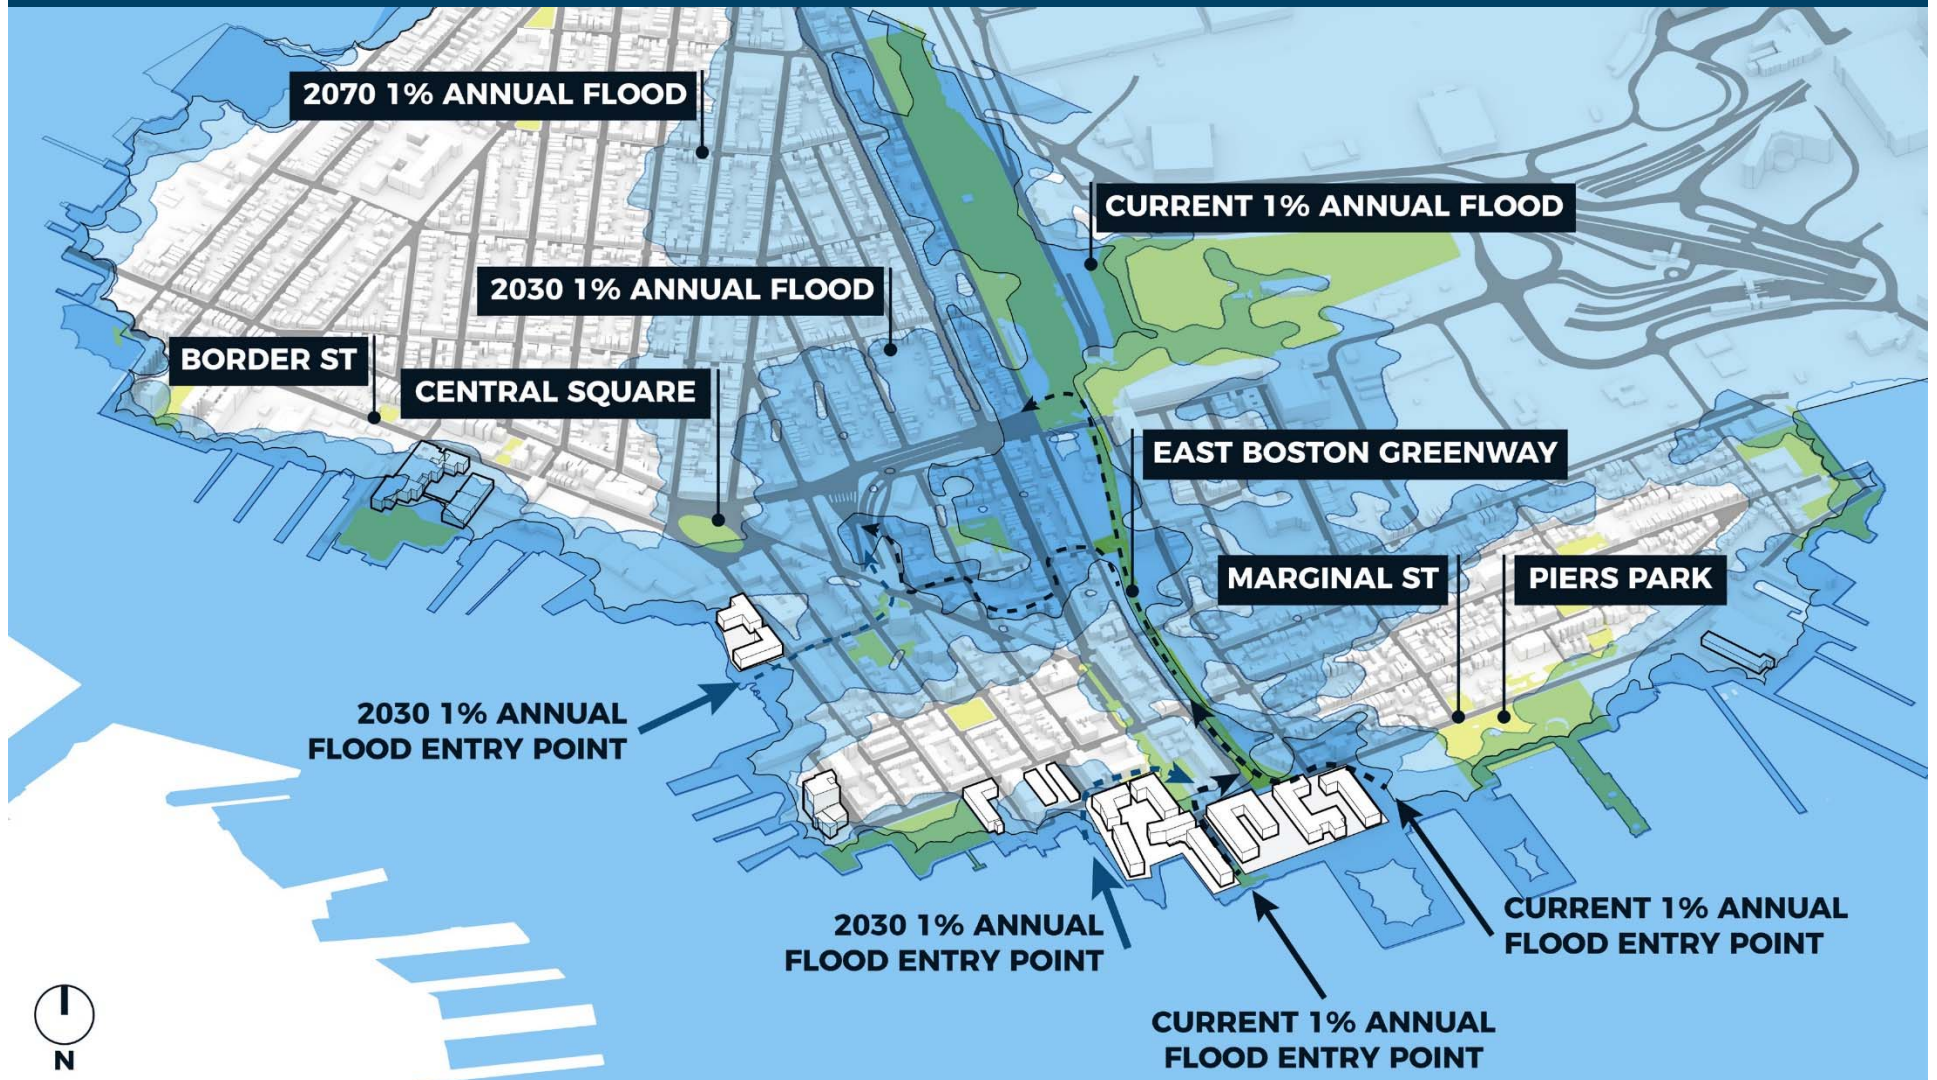 2070 1% ANNUAL FLOOD
CURRENT 1% ANNUAL FLOOD
2030 1% ANNUAL FLOOD
BORDER ST
CENTRAL SQUARE
EAST BOSTON GREENWAY
MARGINAL ST
PIERS PARK
2030 1% ANNUAL
FLOOD ENTRY POINT
2030 1% ANNUAL
FLOOD ENTRY POINT
CURRENT 1% ANNUAL
FLOOD ENTRY POINT
CURRENT 1% ANNUAL
FLOOD ENTRY POINT
N